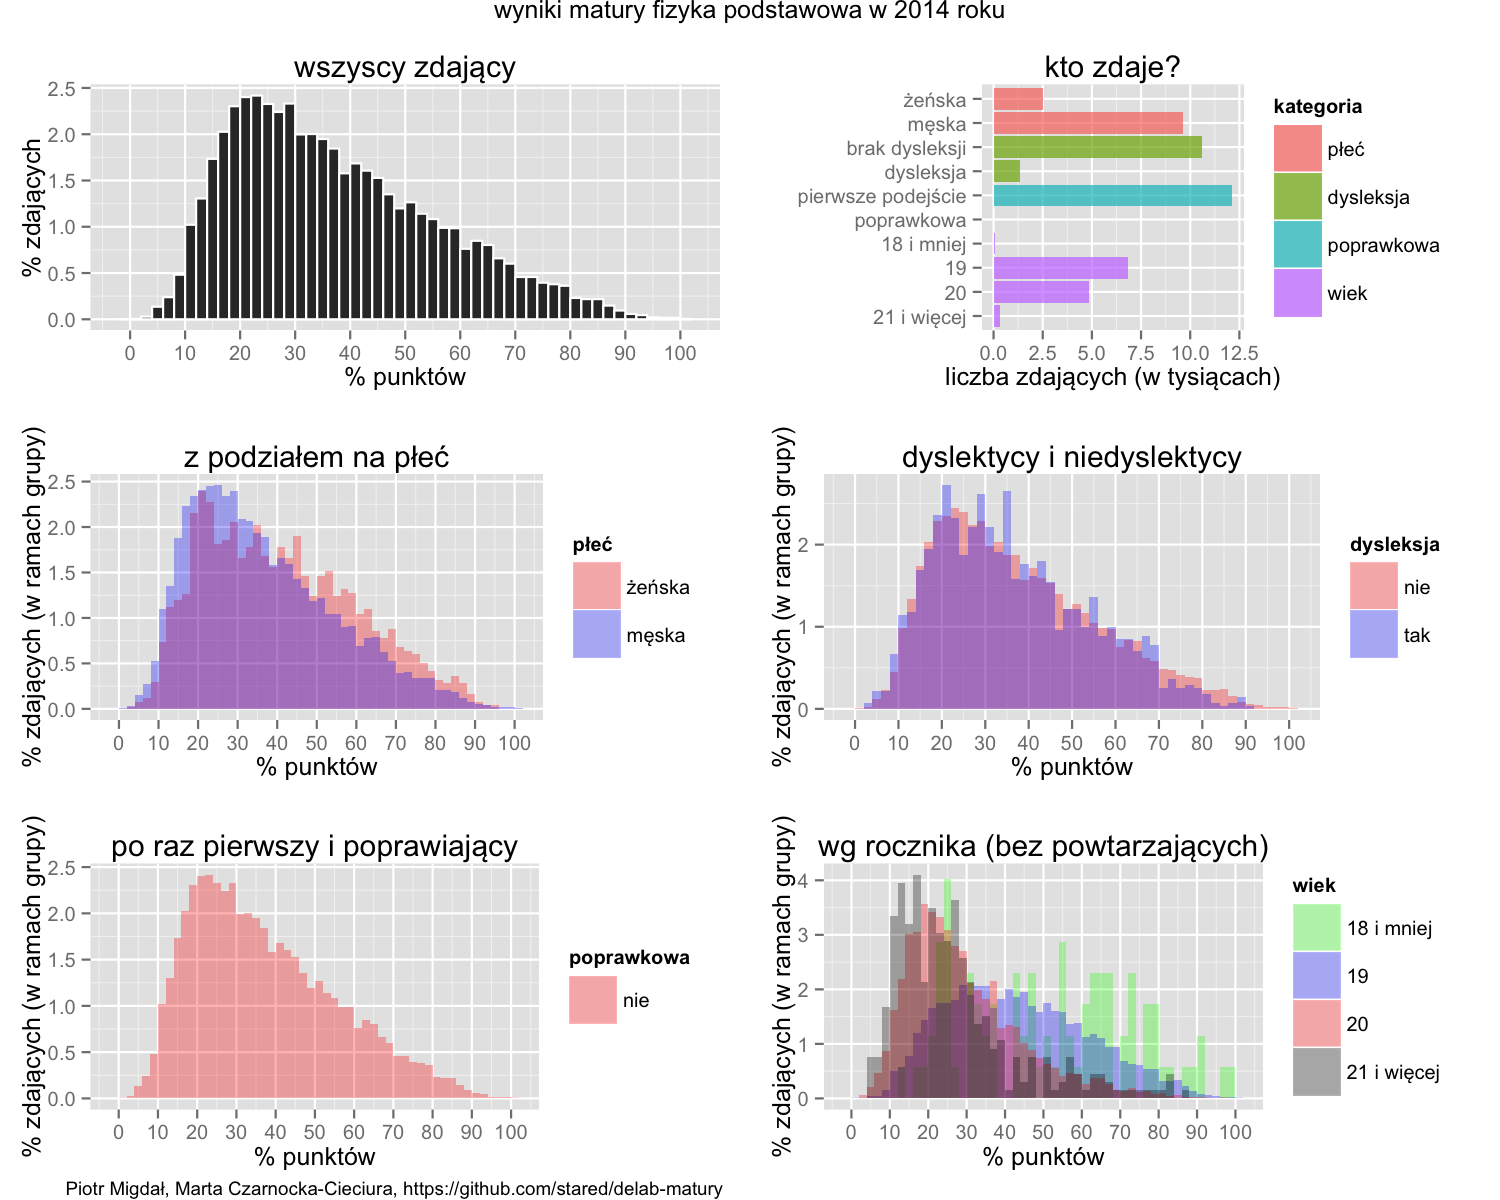 wyniki matury fizyka podstawowa w 2014 roku
wszyscy zdający
% zdających
2.5
2.0
1.5
1.0
0.5
0.0
0 10 20 30 40 50 60 70 80 90 100
% punktów
kto zdaje?
żeńska
męska
brak dysleksji
dysleksja
pierwsze podejście
poprawkowa
18 i mniej
19
20
21 i więcej
0.0 2.5 5.0 7.5 10.0 12.5
liczba zdających (w tysiącach)
kategoria
płeć
dysleksja
poprawkowa
wiek
z podziałem na płeć
% zdających (w ramach grupy)
2.5
2.0
1.5
1.0
0.5
0.0
0 10 20 30 40 50 60 70 80 90 100
% punktów
płeć
żeńska
męska
dyslektycy i niedyslektycy
% zdających (w ramach grupy)
2
1
0
0 10 20 30 40 50 60 70 80 90 100
% punktów
dysleksja
nie
tak
po raz pierwszy i poprawiający
% zdających (w ramach grupy)
2.5
2.0
1.5
1.0
0.5
0.0
0 10 20 30 40 50 60 70 80 90 100
% punktów
poprawkowa
nie
wg rocznika (bez powtarzających)
% zdających (w ramach grupy)
4
3
2
1
0
0 10 20 30 40 50 60 70 80 90 100
% punktów
wiek
18 i mniej
19
20
21 i więcej
Piotr Migdał, Marta Czarnocka-Cieciura, https://github.com/stared/delab-matury